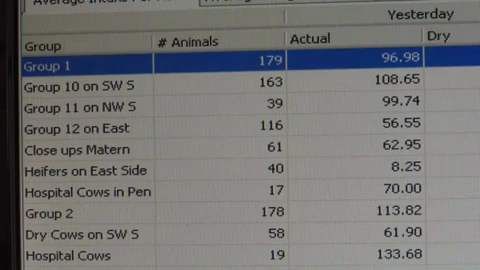 Average Intake Per
Yesterday
Group # Animals Actual Dry
Group 1 179 96.98
Group 10 on SW S 163 108.65
Group 11 on NW S 39 99.74
Group 12 on East 116 56.55
Close ups Matern 61 62.95
Heifers on East Side 40 8.25
Hospital Cows in Pen 17 70.00
Group 2 178 113.82
Dry Cows on SW S 58 61.90
Hospital Cows 19 133.68